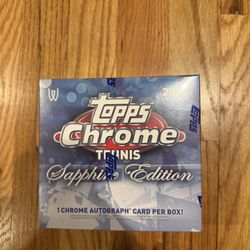 W
TOPPS
Chrome
TENNIS
Sapphire Edition
1 CHROME AUTOGRAPH CARD PER BOX!